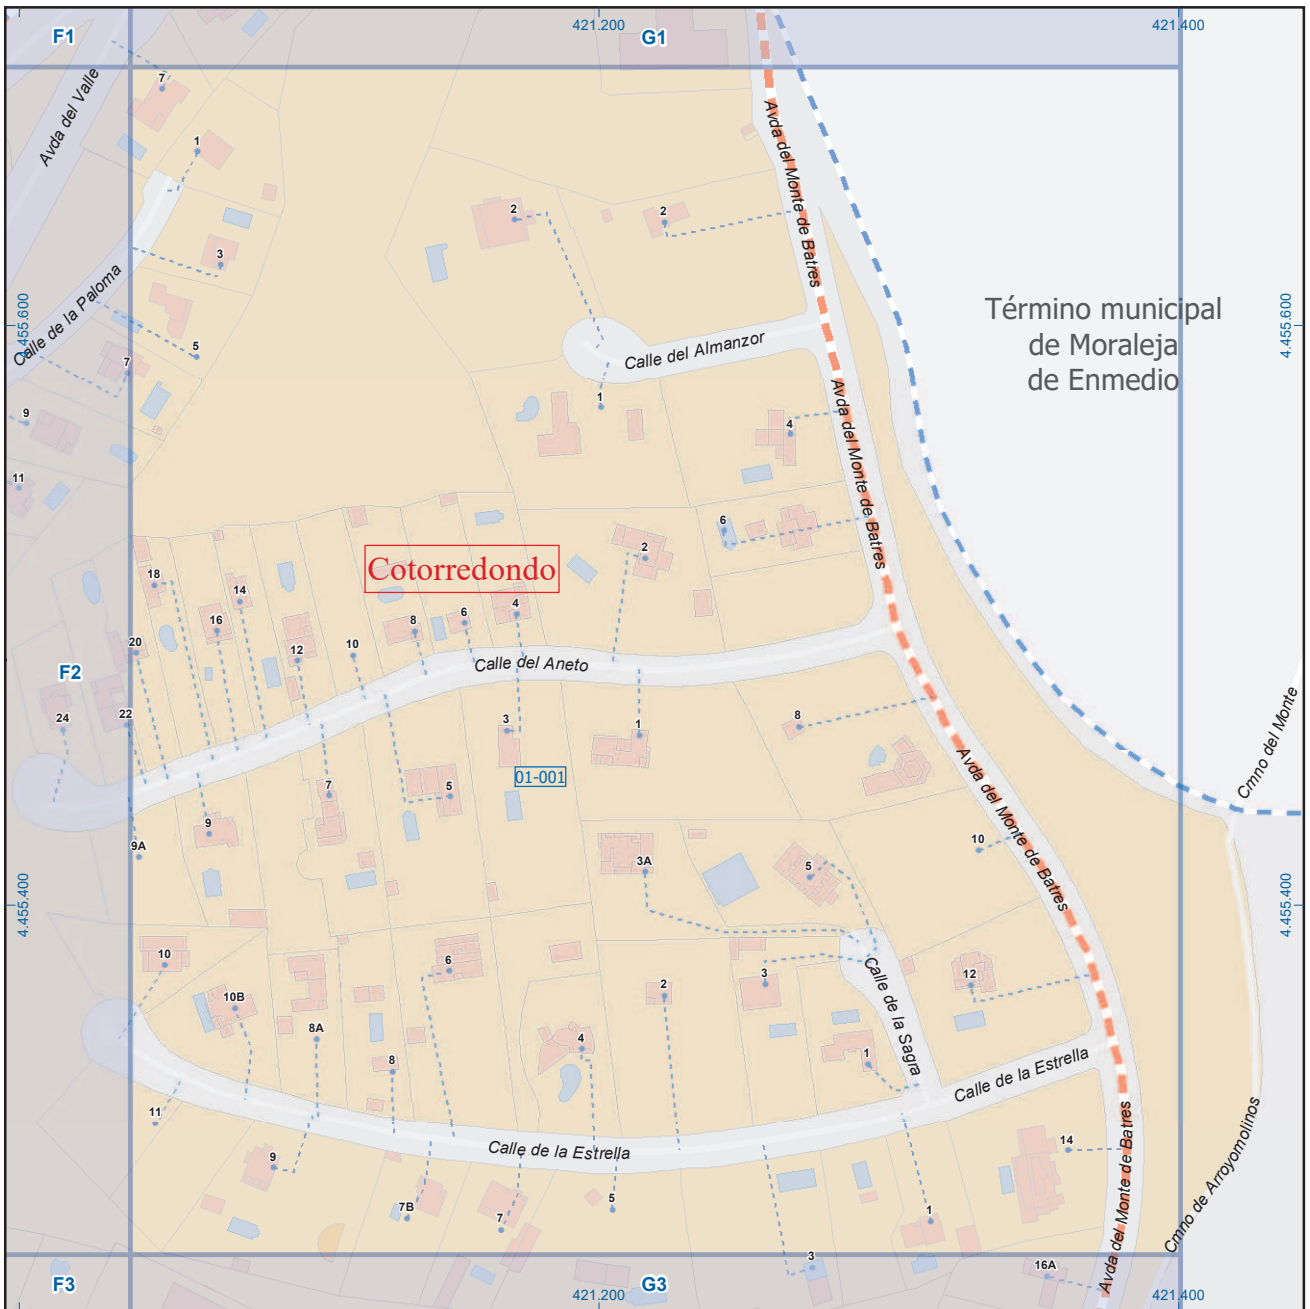 F1
421.200
G1
421.400
Avda del Valle
7
1
3
5
7
9
11
Calle de la Paloma
4.455.600
2
2
Avda del Monte de Batres
Término municipal
de Moraleja
de Enmedio
4.455.600
Calle del Almanzor
1
4
Avda del Monte de Batres
6
2
Cotorredondo
18
14
16
12
10
8
6
4
20
F2
24
22
Calle del Aneto
3
1
8
01-001
Avda del Monte de Batres
Cmno del Monte
7
5
9
9A
3A
5
10
4.455.400
4.455.400
10
10B
8A
8
6
4
2
3
1
12
Calle de la Sagra
Calle de la Estrella
11
9
Calle de la Estrella
7B
7
5
1
14
3
16A
Avda del Monte de Batres
Cmno de Arroyomolinos
F3
421.200
G3
421.400